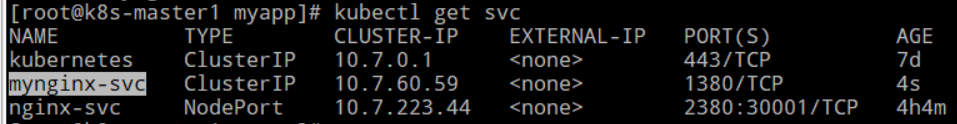 [root@k8s-master1 myapp]# kubectl get svc
NAME TYPE CLUSTER-IP EXTERNAL-IP PORT(S) AGE
kubernetes ClusterIP 10.7.0.1 <none> 443/TCP 7d
mynginx-svc ClusterIP 10.7.60.59 <none> 1380/TCP 4s
nginx-svc NodePort 10.7.223.44 <none> 2380:30001/TCP 4h4m